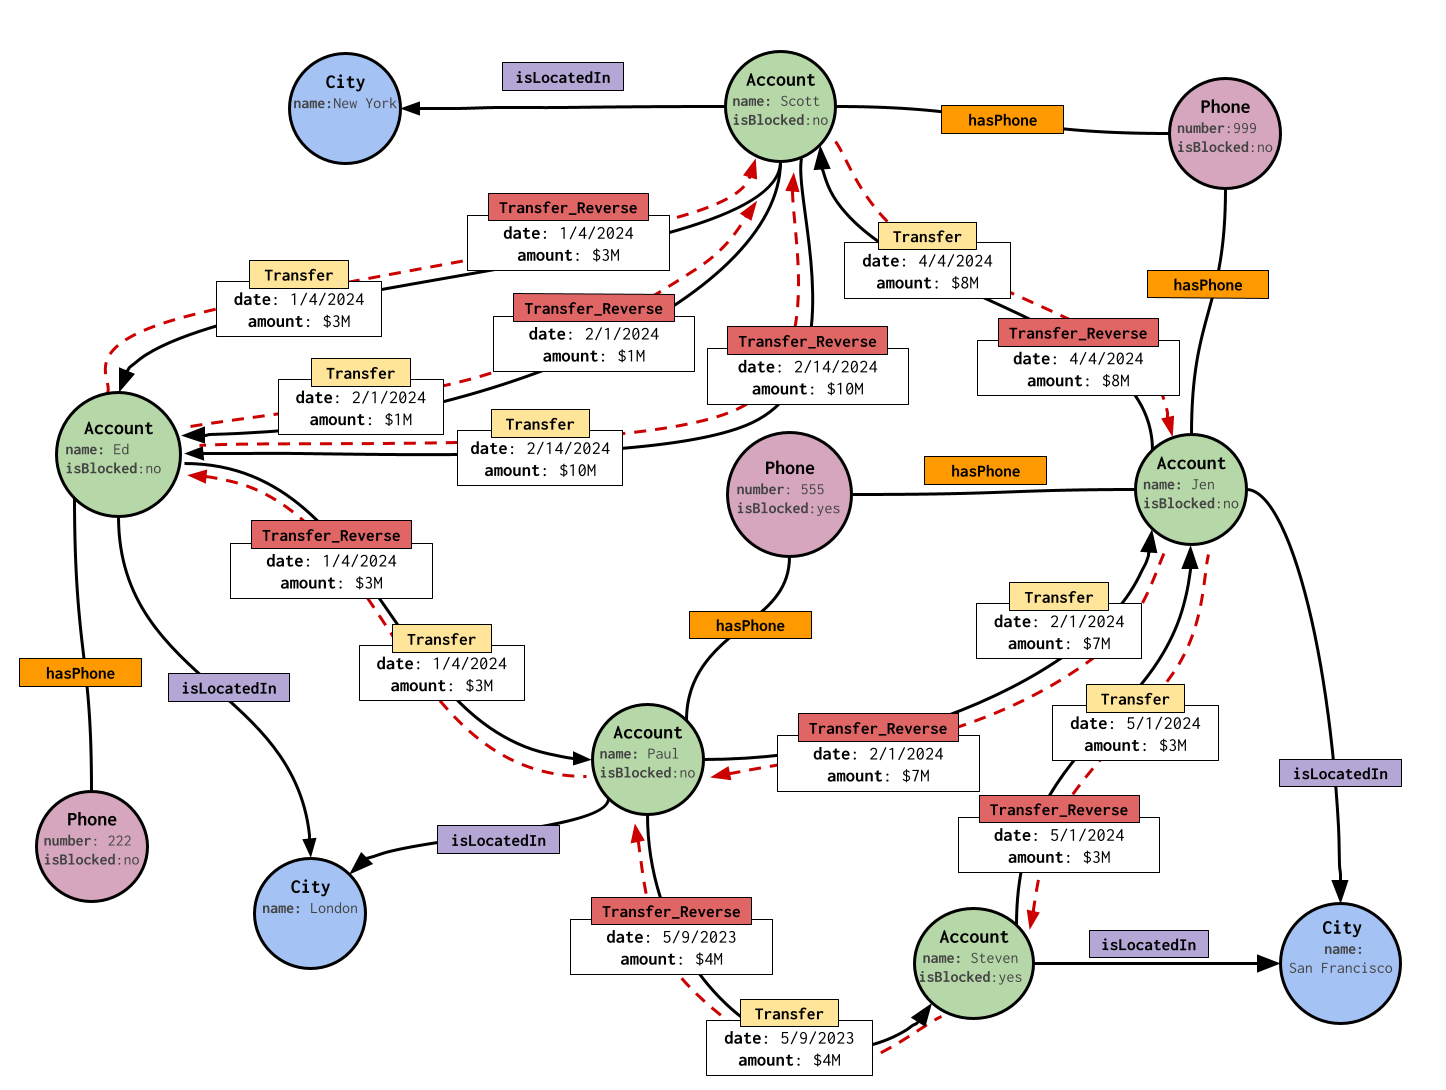 City
name:New York
isLocatedIn
Account
name: Scott
isBlocked:no
hasPhone
Phone
number:999
isBlocked:no
Transfer_Reverse
date: 1/4/2024
amount: $3M
Transfer
date: 1/4/2024
amount: $3M
Transfer
date: 4/4/2024
amount: $8M
hasPhone
Transfer_Reverse
date: 2/1/2024
amount: $1M
Transfer_Reverse
date: 2/14/2024
amount: $10M
Transfer_Reverse
date: 4/4/2024
amount: $8M
Transfer
date: 2/1/2024
amount: $1M
Transfer
date: 2/14/2024
amount: $10M
Account
name: Ed
isBlocked:no
Phone
number: 555
isBlocked:yes
hasPhone
Account
name: Jen
isBlocked:no
Transfer_Reverse
date: 1/4/2024
amount: $3M
Transfer
date: 1/4/2024
amount: $3M
hasPhone
Transfer
date: 2/1/2024
amount: $7M
hasPhone
isLocatedIn
Transfer
date: 5/1/2024
amount: $3M
Account
name: Paul
isBlocked:no
Transfer_Reverse
date: 2/1/2024
amount: $7M
isLocatedIn
Phone
number: 222
isBlocked:no
isLocatedIn
Transfer_Reverse
date: 5/1/2024
amount: $3M
City
name: London
Transfer_Reverse
date: 5/9/2023
amount: $4M
Account
name: Steven
isBlocked:yes
isLocatedIn
City
name:
San Francisco
Transfer
date: 5/9/2023
amount: $4M